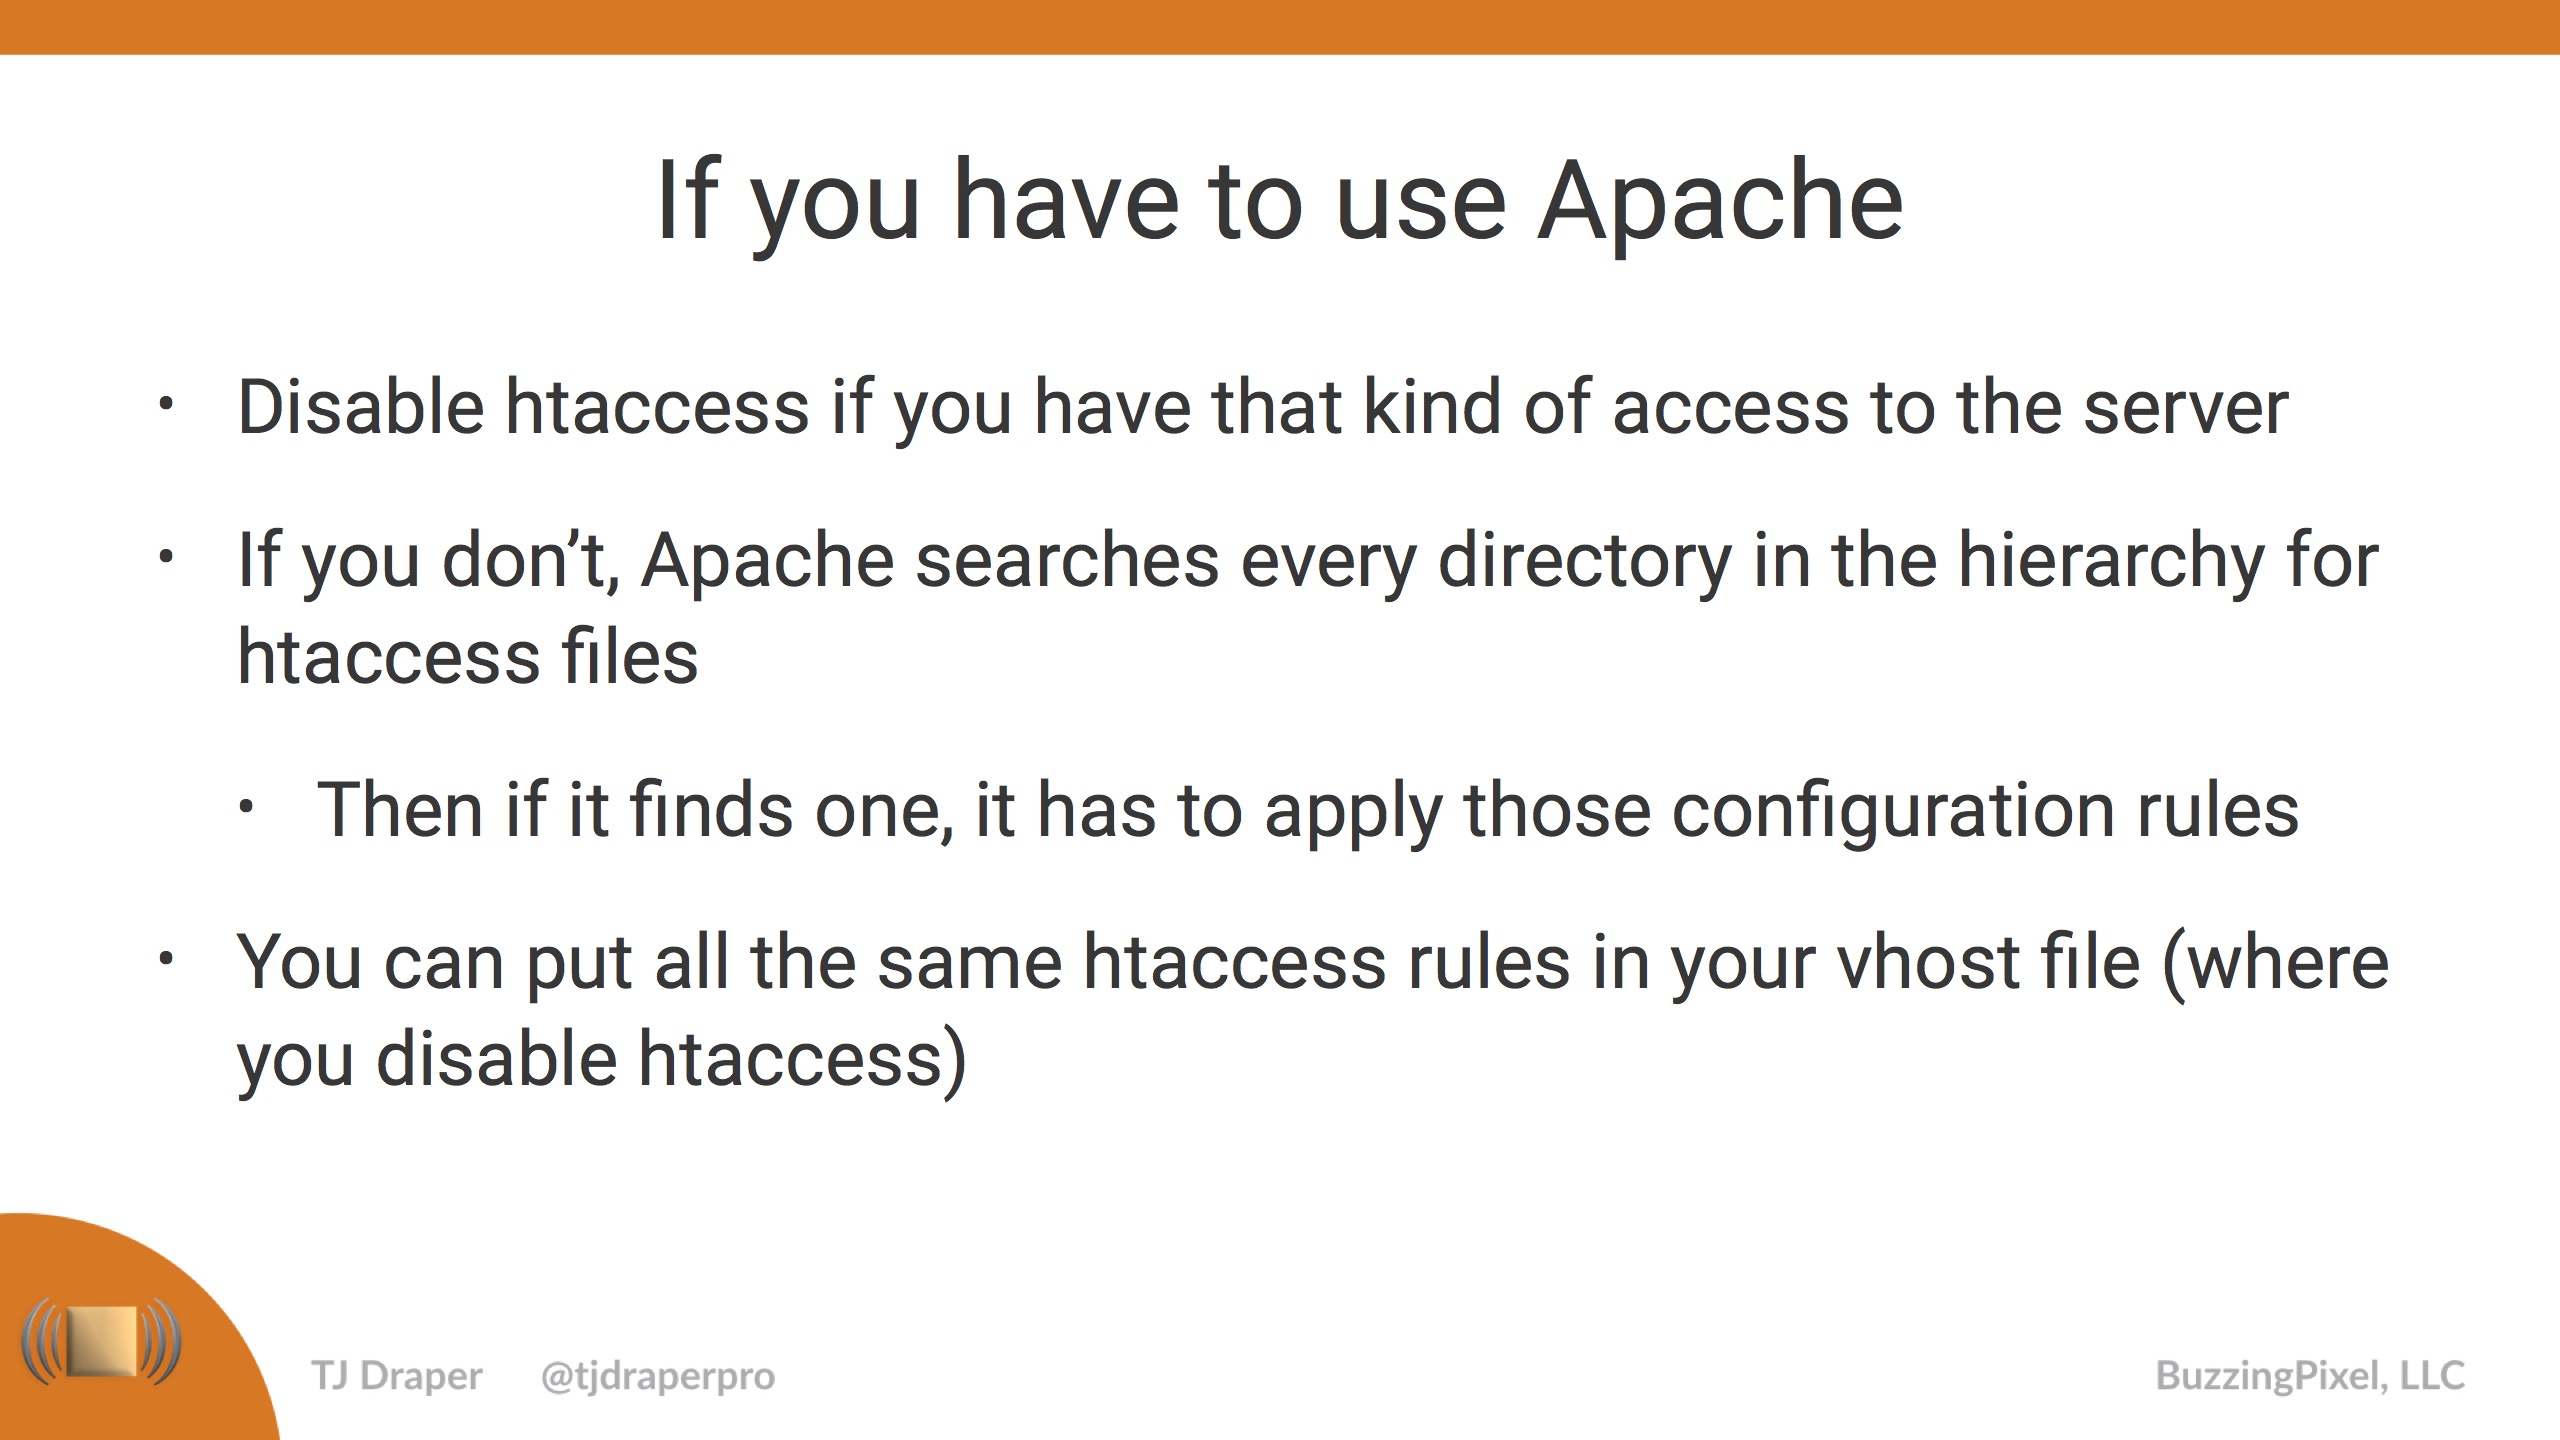 If you have to use Apache
• Disable htaccess if you have that kind of access to the server
• If you don’t, Apache searches every directory in the hierarchy for
htaccess files
• Then if it finds one, it has to apply those configuration rules
• You can put all the same htaccess rules in your vhost file (where
you disable htaccess)
TJ Draper @tjdraperpro BuzzingPixel, LLC